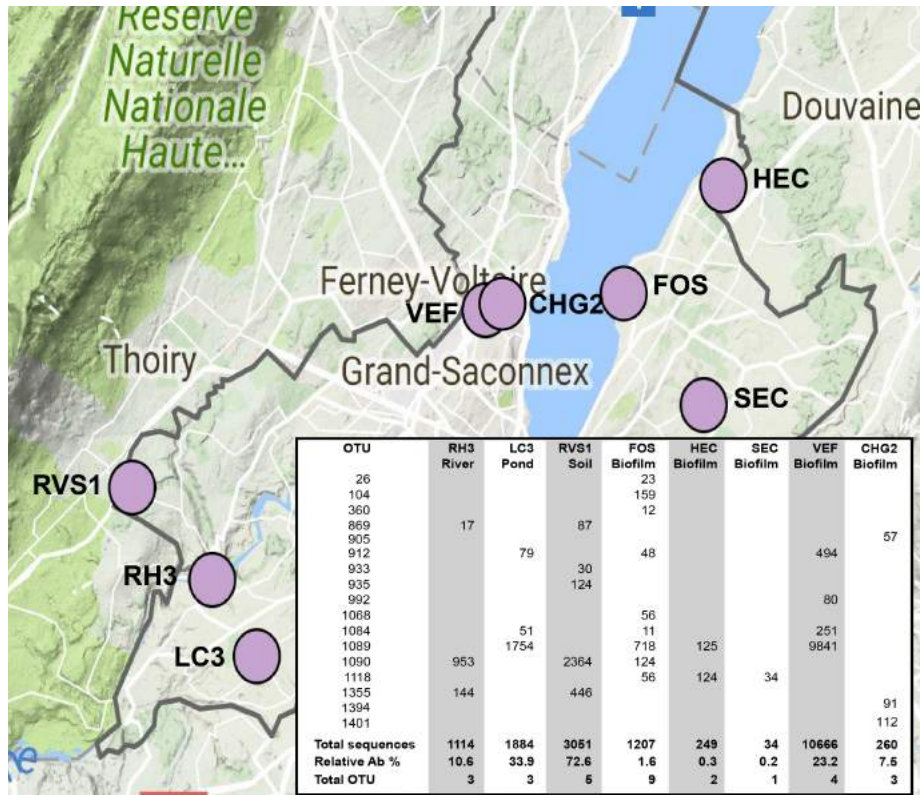 Réserve
Naturelle
Nationale
Haute...
Douvaine
HEC
Ferney-Voltaire
FOS
VEF
CHG2
Thoiry
Grand-Saconnex
SEC
RVS1
RH3
LC3
OTU RH3 LC3 RVS1 FOS HEC SEC VEF CHG2
River Pond Soil Biofilm Biofilm Biofilm Biofilm Biofilm
26 23
104 159
360 12
869 17 87
905 57
912 79 48 494
933 30
935 124
992 80
1068 56
1084 51 11 251
1089 1754 718 125 9841
1090 953 2364 124
1118 56 124 34
1355 144 446
1394 91
1401 112
Total sequences 1114 1884 3051 1207 249 34 10666 260
Relative Ab % 10.6 33.9 72.6 1.6 0.3 0.2 23.2 7.5
Total OTU 3 3 5 9 2 1 4 3